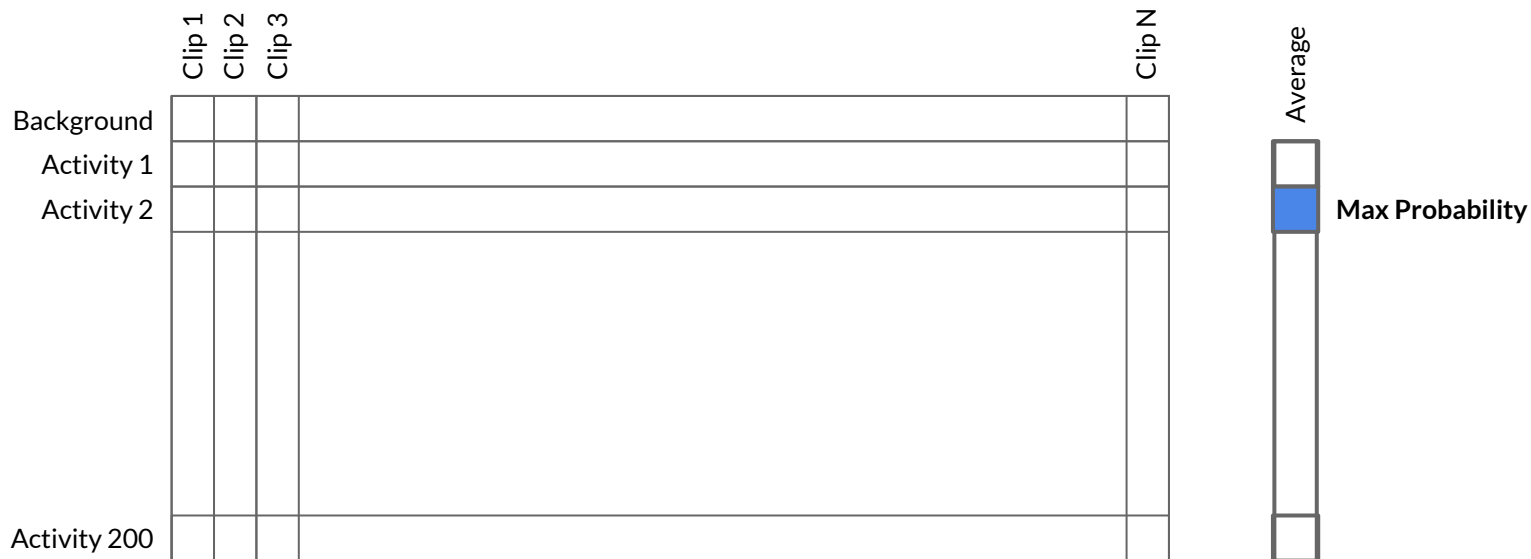 Clip 1
Clip 2
Clip 3
Clip N
Average
Background
Activity 1
Activity 2
Max Probability
Activity 200